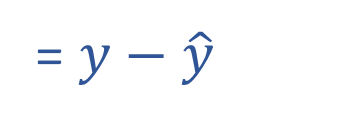 = y − ŷ